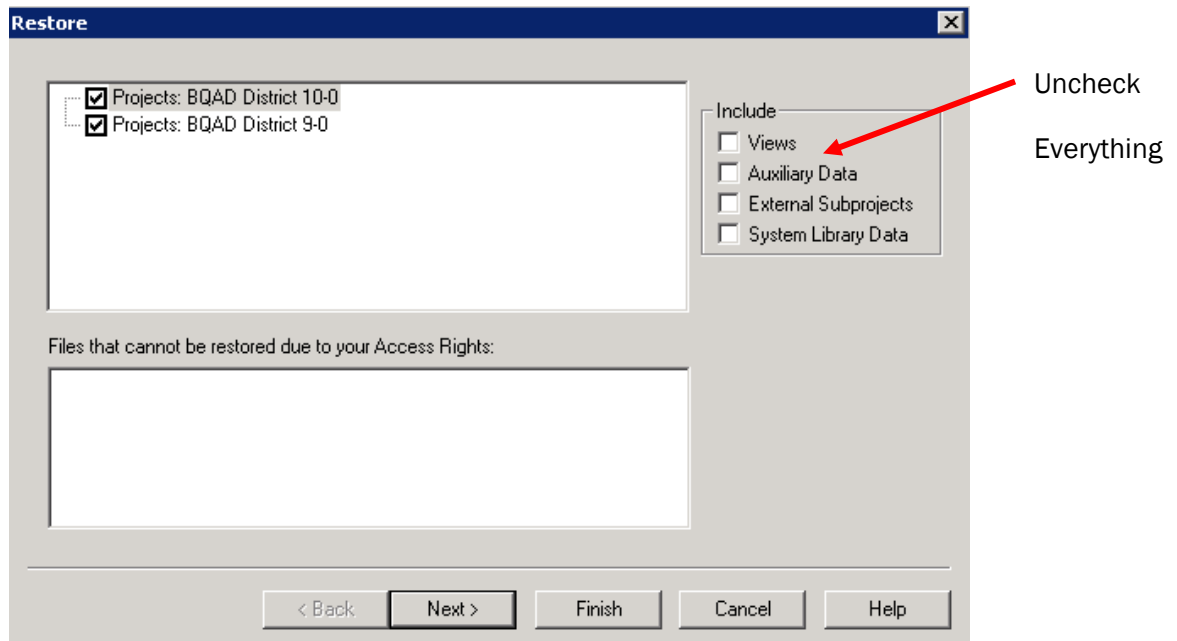 Restore
Projects: BQAD District 10-0
Projects: BQAD District 9-0
Include
Views
Auxiliary Data
External Subprojects
System Library Data
Uncheck
Everything
Files that cannot be restored due to your Access Rights:
< Back
Next >
Finish
Cancel
Help